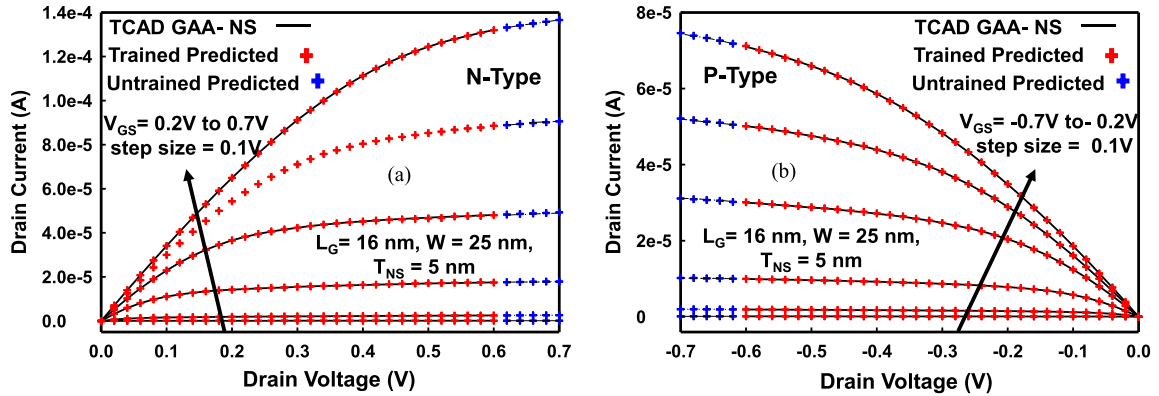 TCAD GAA- NS
Trained Predicted
Untrained Predicted
N-Type
V_GS= 0.2V to 0.7V
step size = 0.1V
(a)
L_G= 16 nm, W = 25 nm,
T_NS = 5 nm
Drain Current (A)
1.4e-4
1.2e-4
1.0e-4
8.0e-5
6.0e-5
4.0e-5
2.0e-5
0.0
0.0 0.1 0.2 0.3 0.4 0.5 0.6 0.7
Drain Voltage (V)
TCAD GAA-NS
Trained Predicted
Untrained Predicted
P-Type
V_GS= -0.7V to- 0.2V
step size = 0.1V
(b)
L_G= 16 nm, W = 25 nm,
T_NS = 5 nm
Drain Current (A)
8e-5
6e-5
4e-5
2e-5
0
-0.7 -0.6 -0.5 -0.4 -0.3 -0.2 -0.1 0.0
Drain Voltage (V)